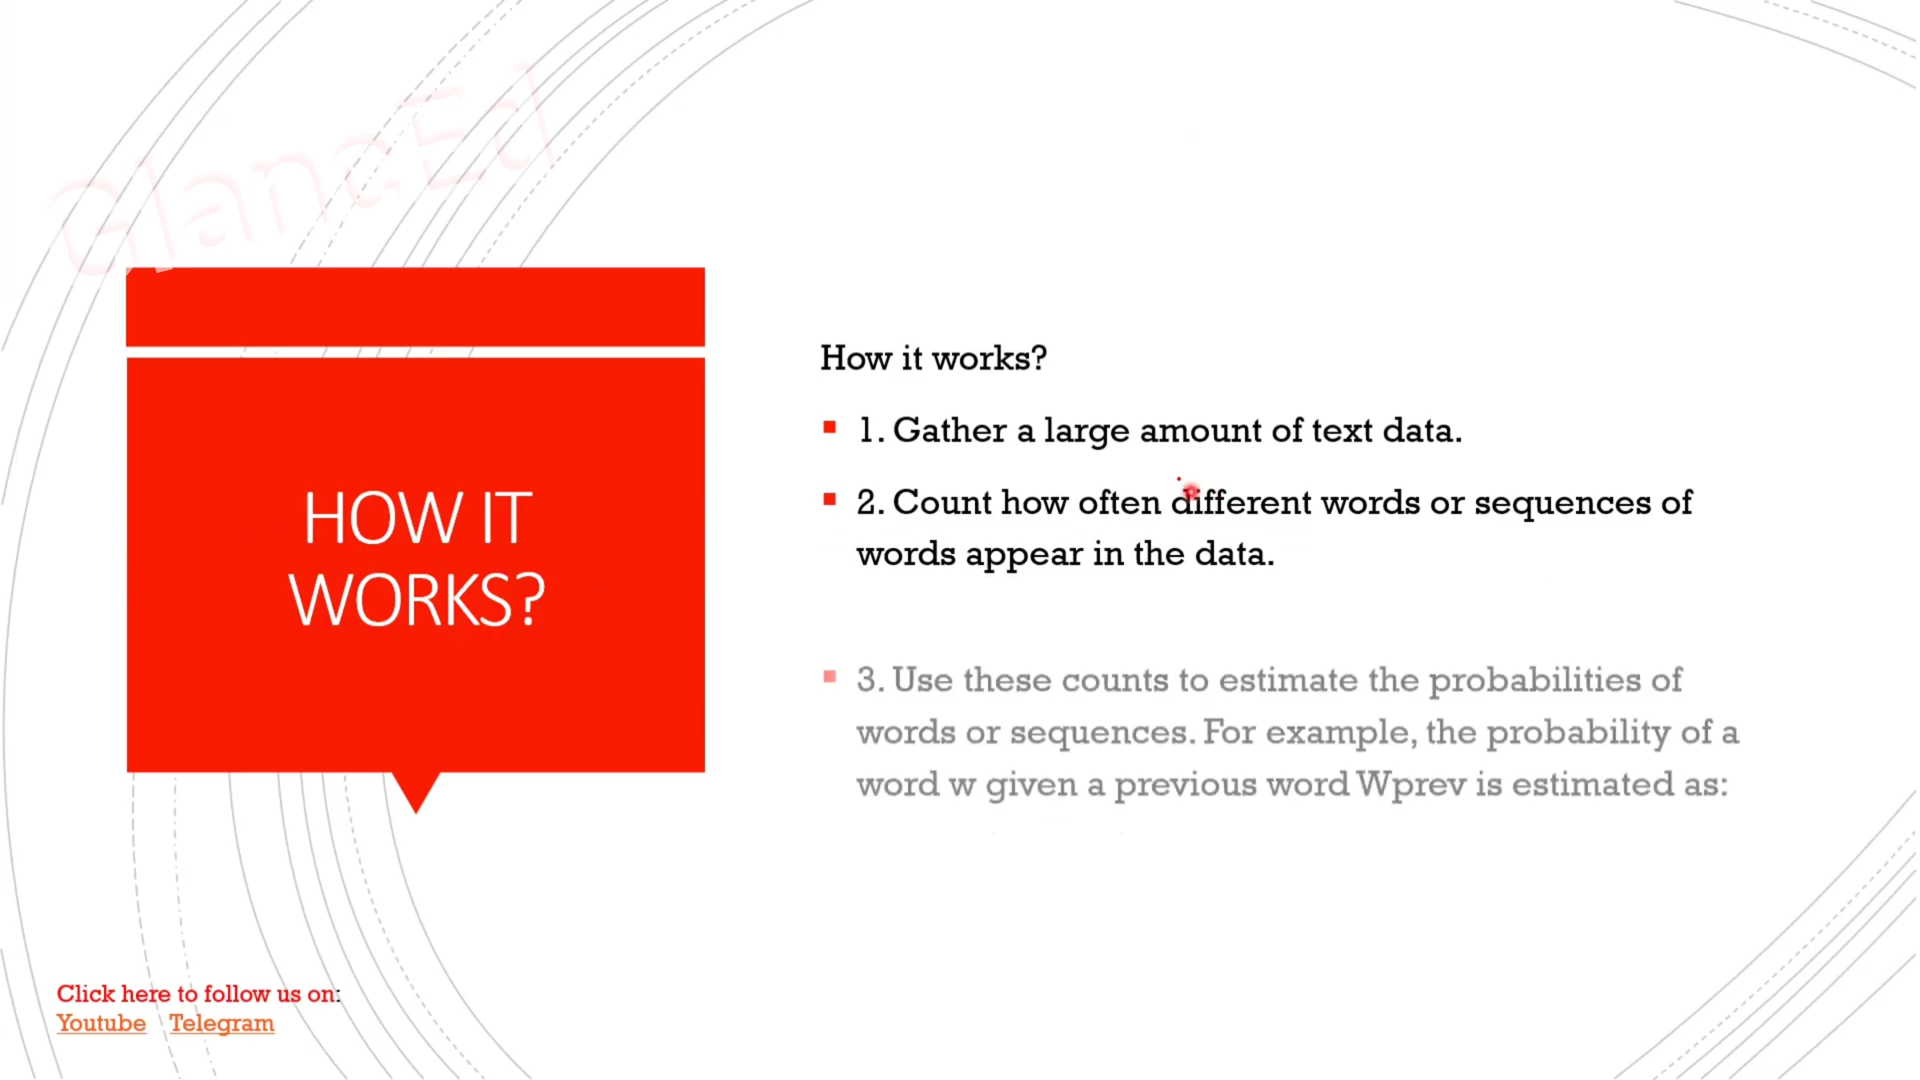 GlancEd
HOW IT
WORKS?
How it works?
1. Gather a large amount of text data.
2. Count how often different words or sequences of
words appear in the data.
3. Use these counts to estimate the probabilities of
words or sequences. For example, the probability of a
word w given a previous word Wprev is estimated as:
Click here to follow us on:
Youtube Telegram